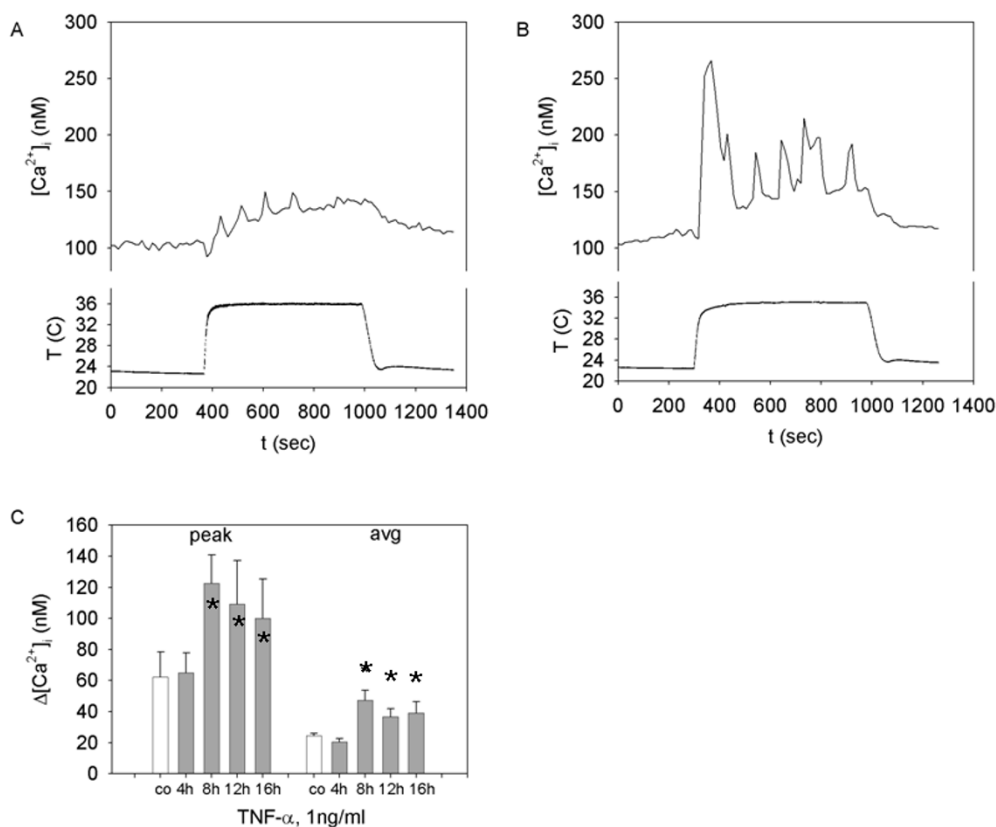 A
300
250
200
150
100
[Ca²⁺]ᵢ (nM)
36
32
28
24
20
T (C)
0 200 400 600 800 1000 1200 1400
t (sec)
B
300
250
200
150
100
[Ca²⁺]ᵢ (nM)
36
32
28
24
20
T (C)
0 200 400 600 800 1000 1200 1400
t (sec)
C
160
140
120
100
80
60
40
20
0
Δ[Ca²⁺]ᵢ (nM)
peak avg
* * * * * *
co 4h 8h 12h 16h co 4h 8h 12h 16h
TNF-α, 1ng/ml